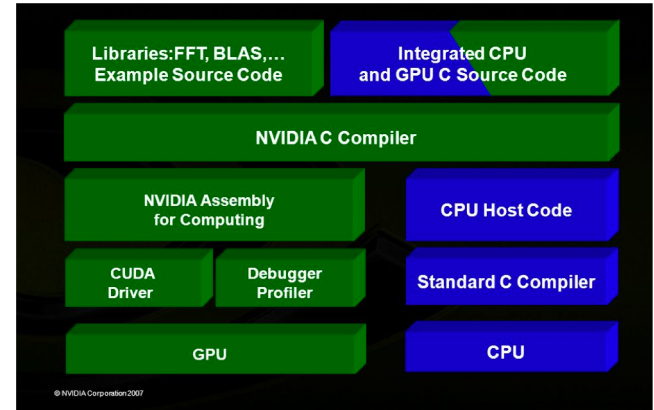 Libraries:FFT, BLAS,…
Example Source Code
Integrated CPU
and GPU C Source Code
NVIDIA C Compiler
NVIDIA Assembly
for Computing
CPU Host Code
CUDA
Driver
Debugger
Profiler
Standard C Compiler
GPU
CPU
© NVIDIA Corporation 2007